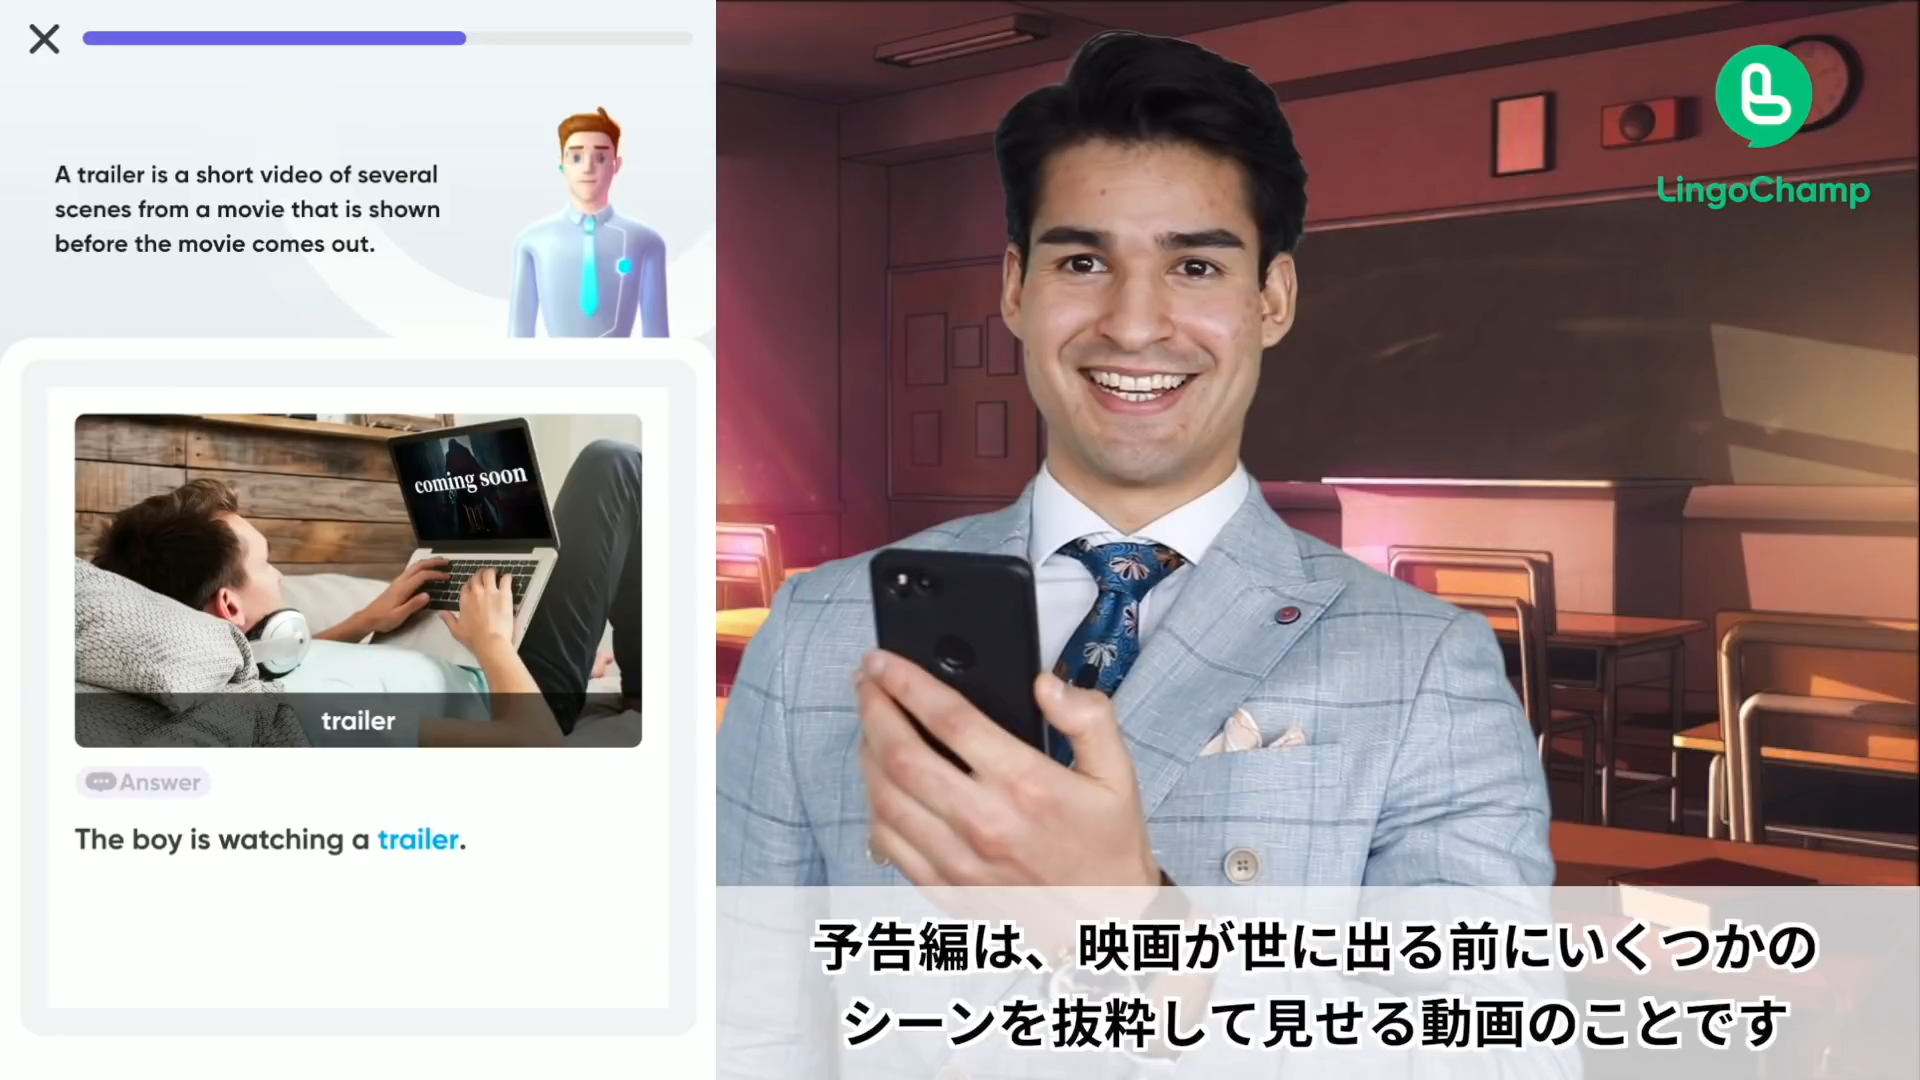 A trailer is a short video of several
scenes from a movie that is shown
before the movie comes out.
coming soon
trailer
Answer
The boy is watching a trailer.
LingoChamp
予告編は、映画が世に出る前にいくつかの
シーンを抜粋して見せる動画のことです